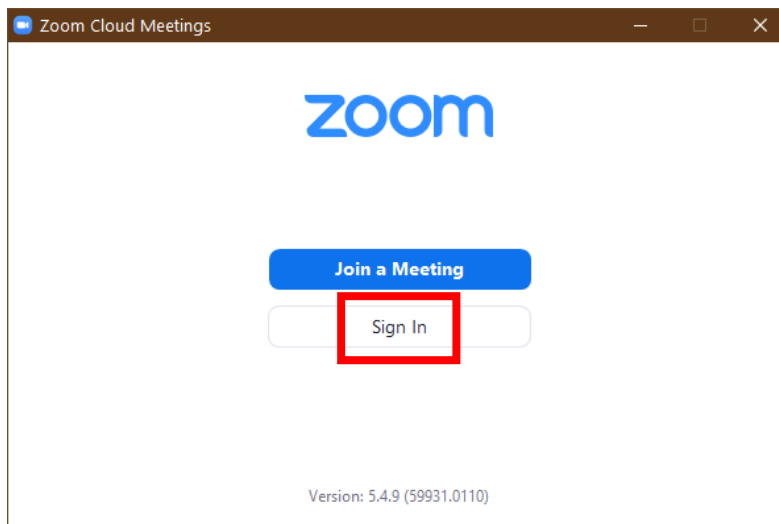 Zoom Cloud Meetings
zoom
Join a Meeting
Sign In
Version: 5.4.9 (59931.0110)